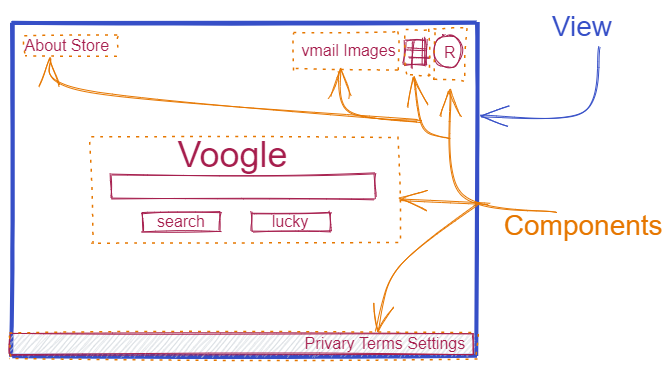 View
About Store
vmail Images
R
Voogle
search
lucky
Components
Privary Terms Settings